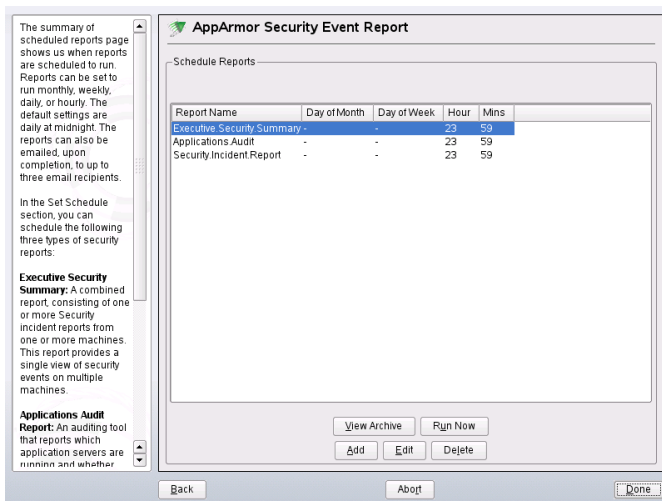 The summary of
scheduled reports page
shows us when reports
are scheduled to run.
Reports can be set to
run monthly, weekly,
daily, or hourly. The
default settings are
daily at midnight. The
reports can also be
emailed, upon
completion, to up to
three email recipients.
In the Set Schedule
section, you can
schedule the following
three types of security
reports:
Executive Security
Summary: A combined
report, consisting of one
or more Security
incident reports from
one or more machines.
This report provides a
single view of security
events on multiple
machines.
Applications Audit
Report: An auditing tool
that reports which
application servers are
running and whether
AppArmor Security Event Report
Schedule Reports
Report Name Day of Month Day of Week Hour Mins
Executive.Security.Summary - - 23 59
Applications.Audit - - 23 59
Security.Incident.Report - - 23 59
View Archive Run Now
Add Edit Delete
Back Abort Done